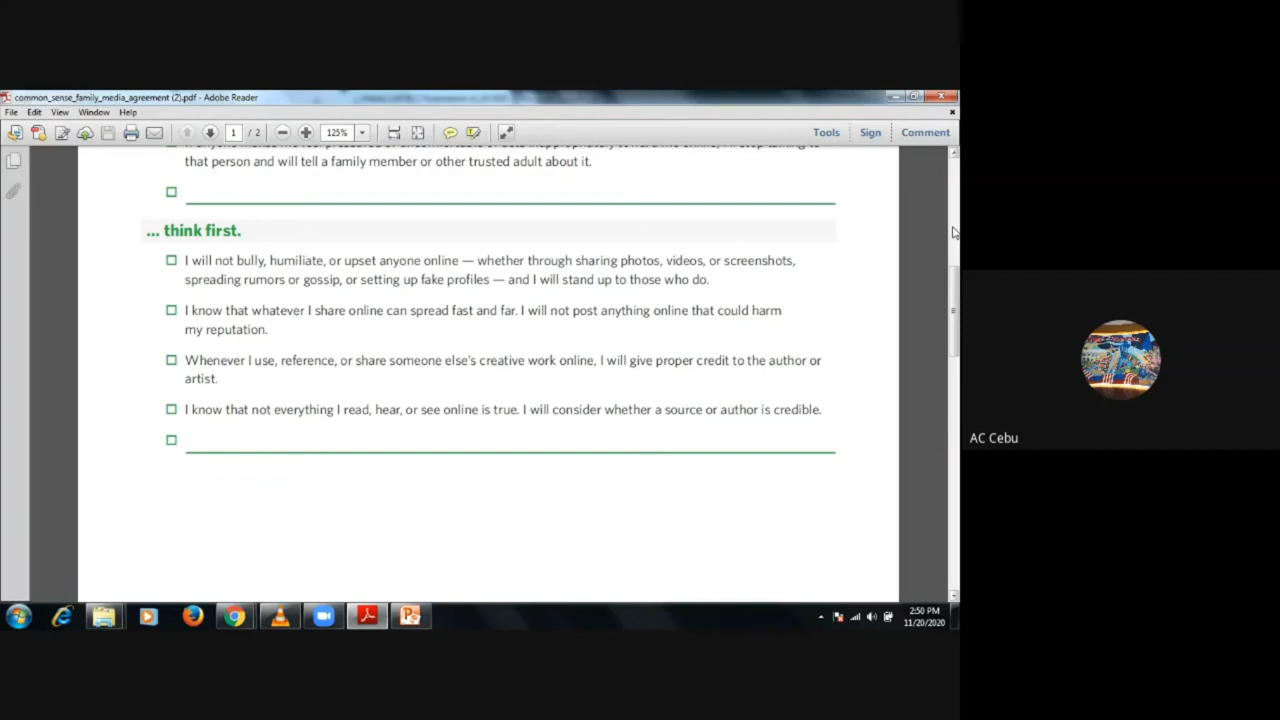 common_sense_family_media_agreement (2).pdf - Adobe Reader
File Edit View Window Help
1 / 2 125% Tools Sign Comment
that person and will tell a family member or other trusted adult about it.
... think first.
I will not bully, humiliate, or upset anyone online — whether through sharing photos, videos, or screenshots,
spreading rumors or gossip, or setting up fake profiles — and I will stand up to those who do.
I know that whatever I share online can spread fast and far. I will not post anything online that could harm
my reputation.
Whenever I use, reference, or share someone else's creative work online, I will give proper credit to the author or
artist.
I know that not everything I read, hear, or see online is true. I will consider whether a source or author is credible.
AC Cebu
2:50 PM
11/20/2020